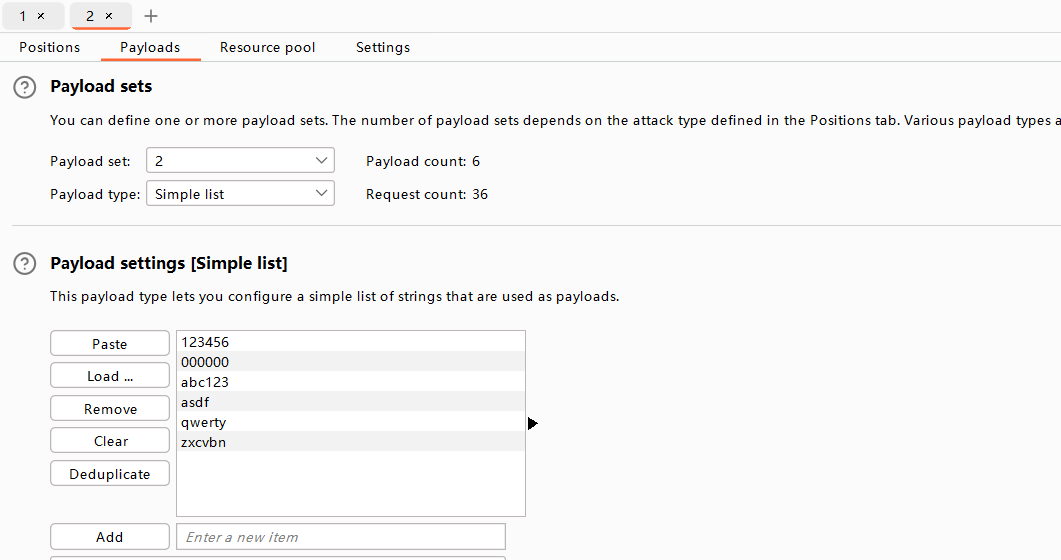 1 × 2 × +
Positions Payloads Resource pool Settings
? Payload sets
You can define one or more payload sets. The number of payload sets depends on the attack type defined in the Positions tab. Various payload types a
Payload set: 2 Payload count: 6
Payload type: Simple list Request count: 36
? Payload settings [Simple list]
This payload type lets you configure a simple list of strings that are used as payloads.
Paste
Load ...
Remove
Clear
Deduplicate
123456
000000
abc123
asdf
qwerty
zxcvbn
Add Enter a new item